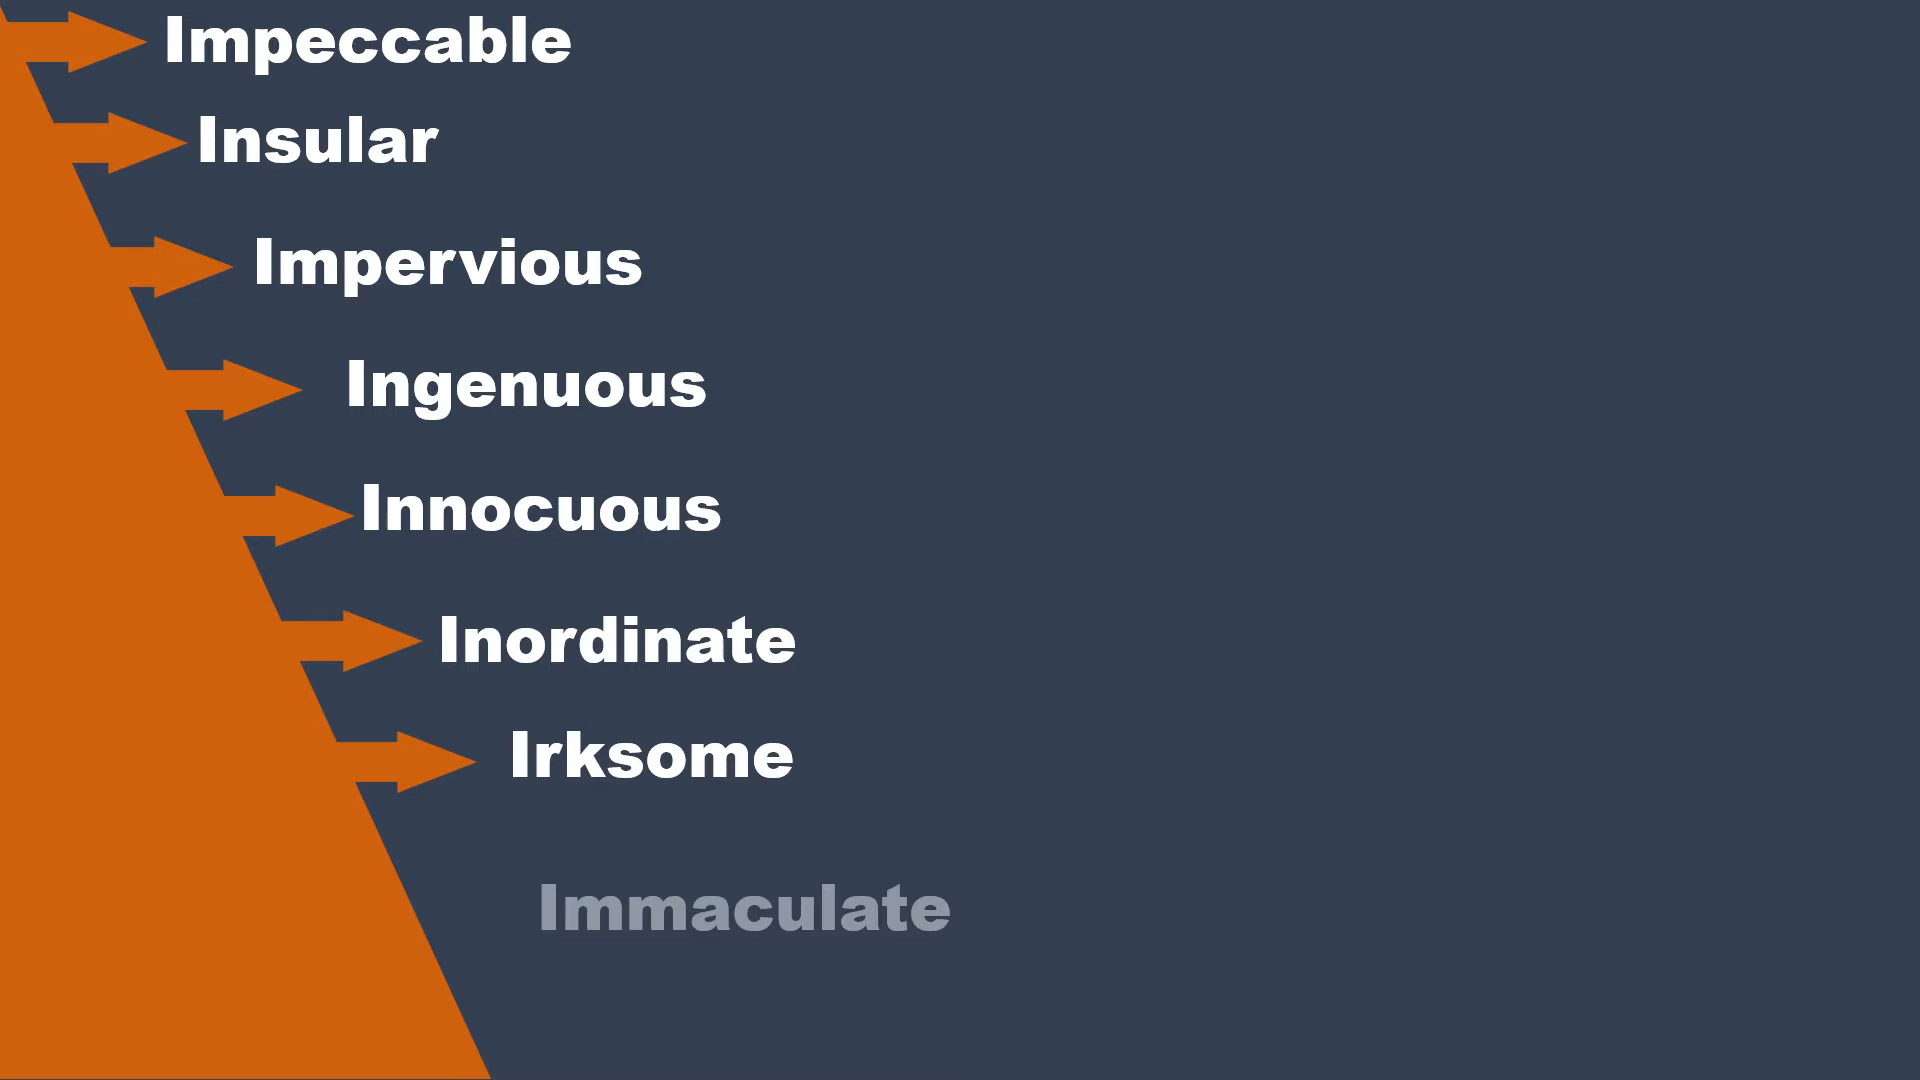 Impeccable
Insular
Impervious
Ingenuous
Innocuous
Inordinate
Irksome
Immaculate